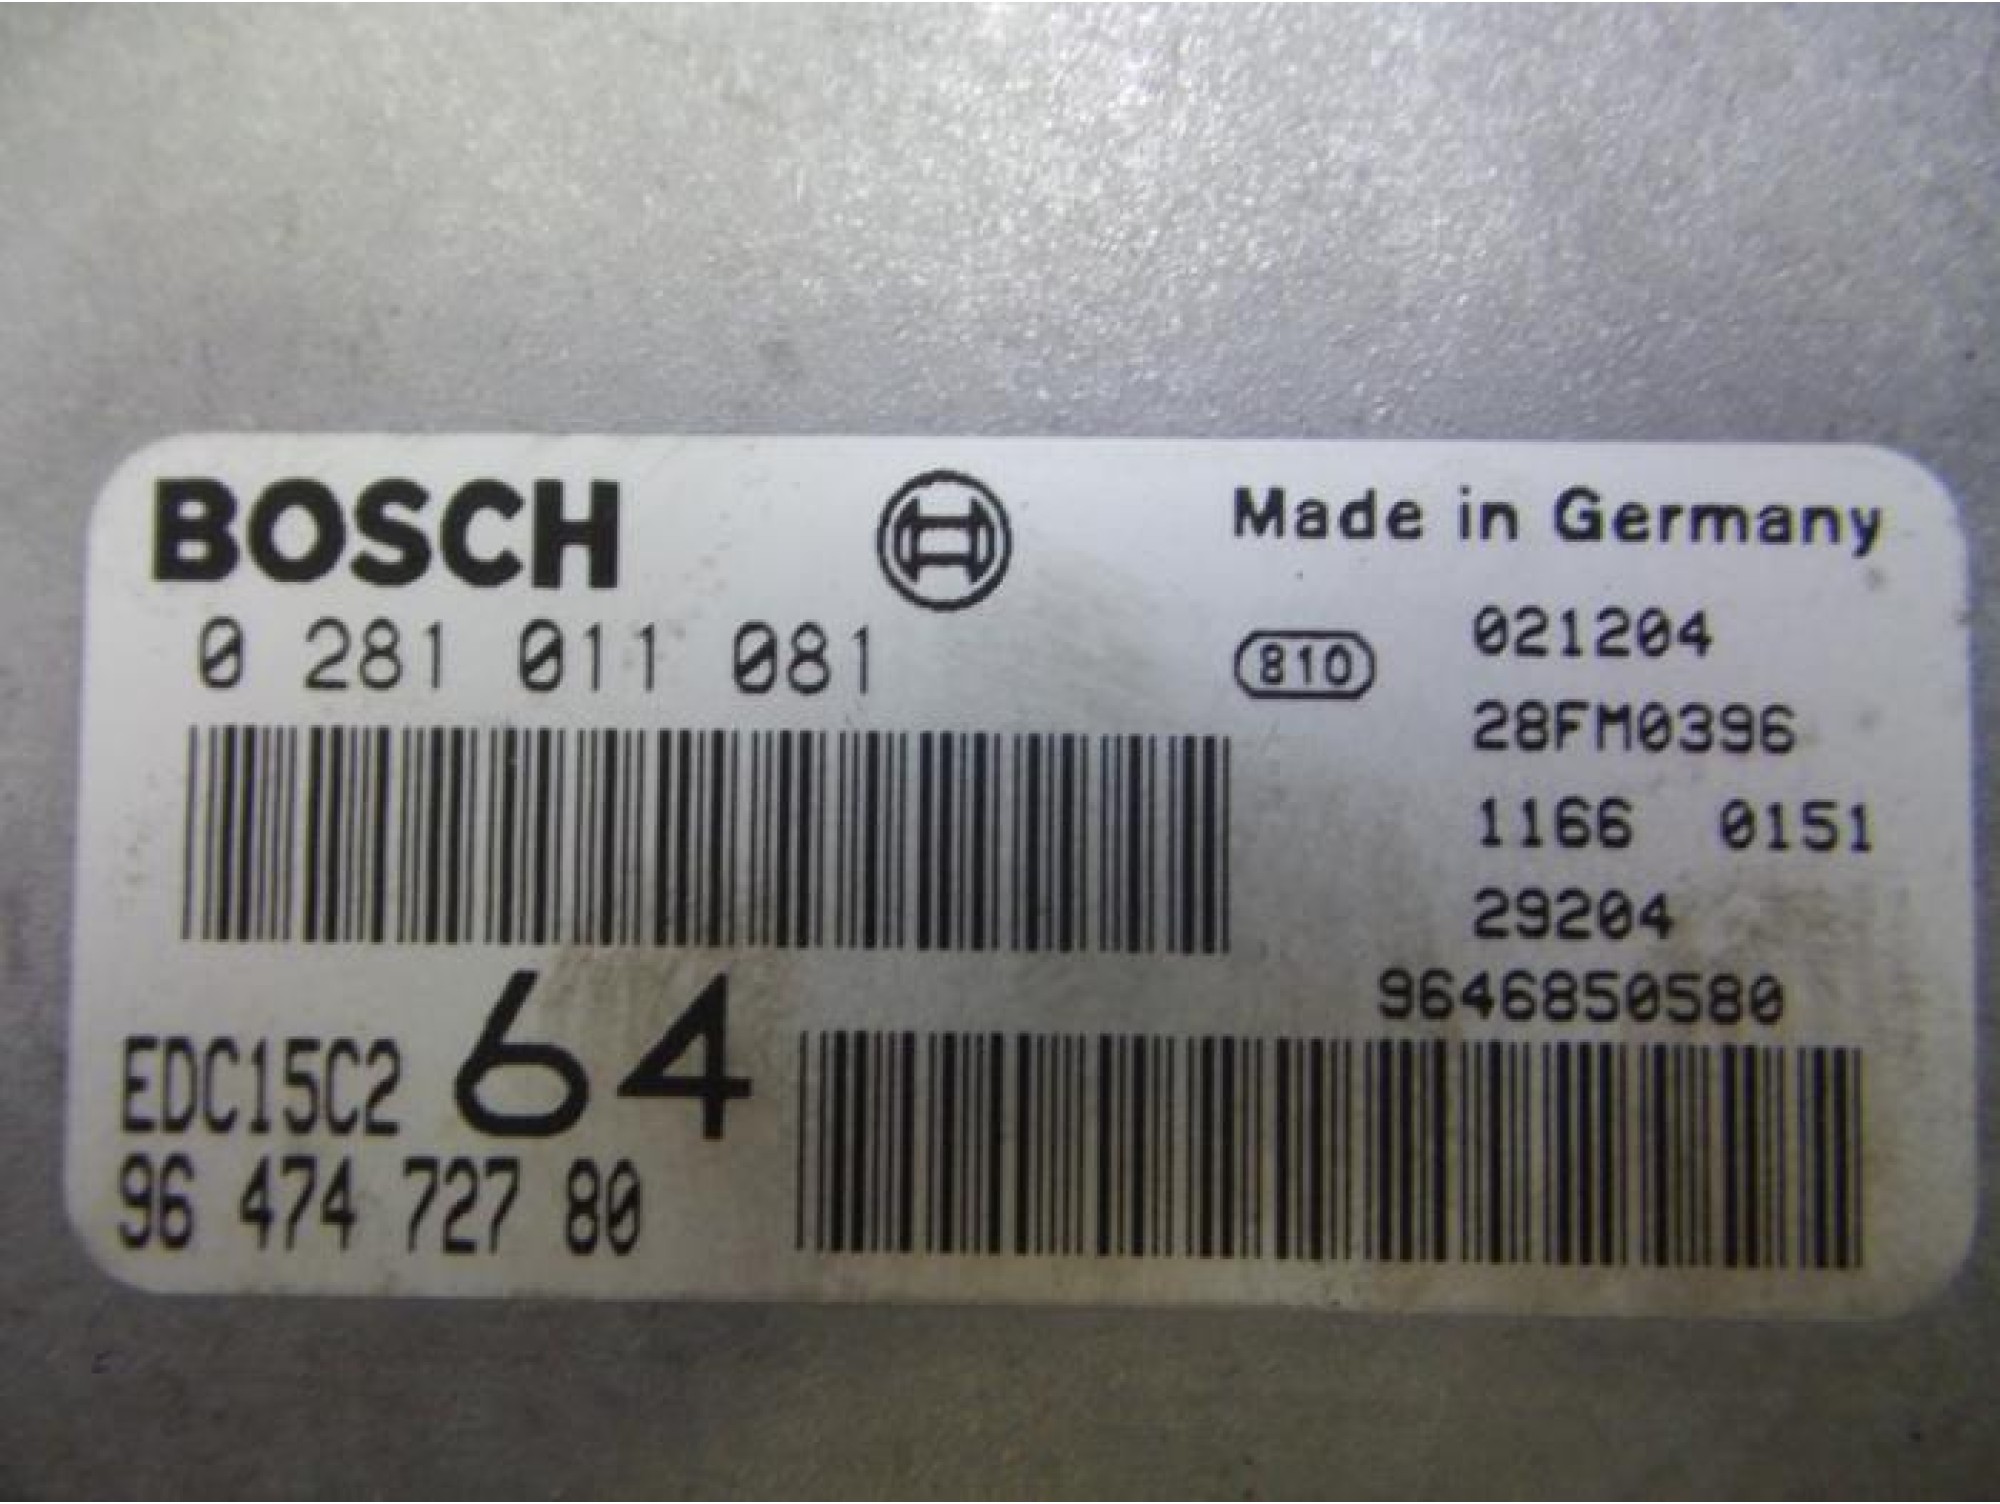 BOSCH
Made in Germany
0 281 011 081
810
021204
28FM0396
1166 0151
29204
9646850580
EDC15C2 64
96 474 727 80